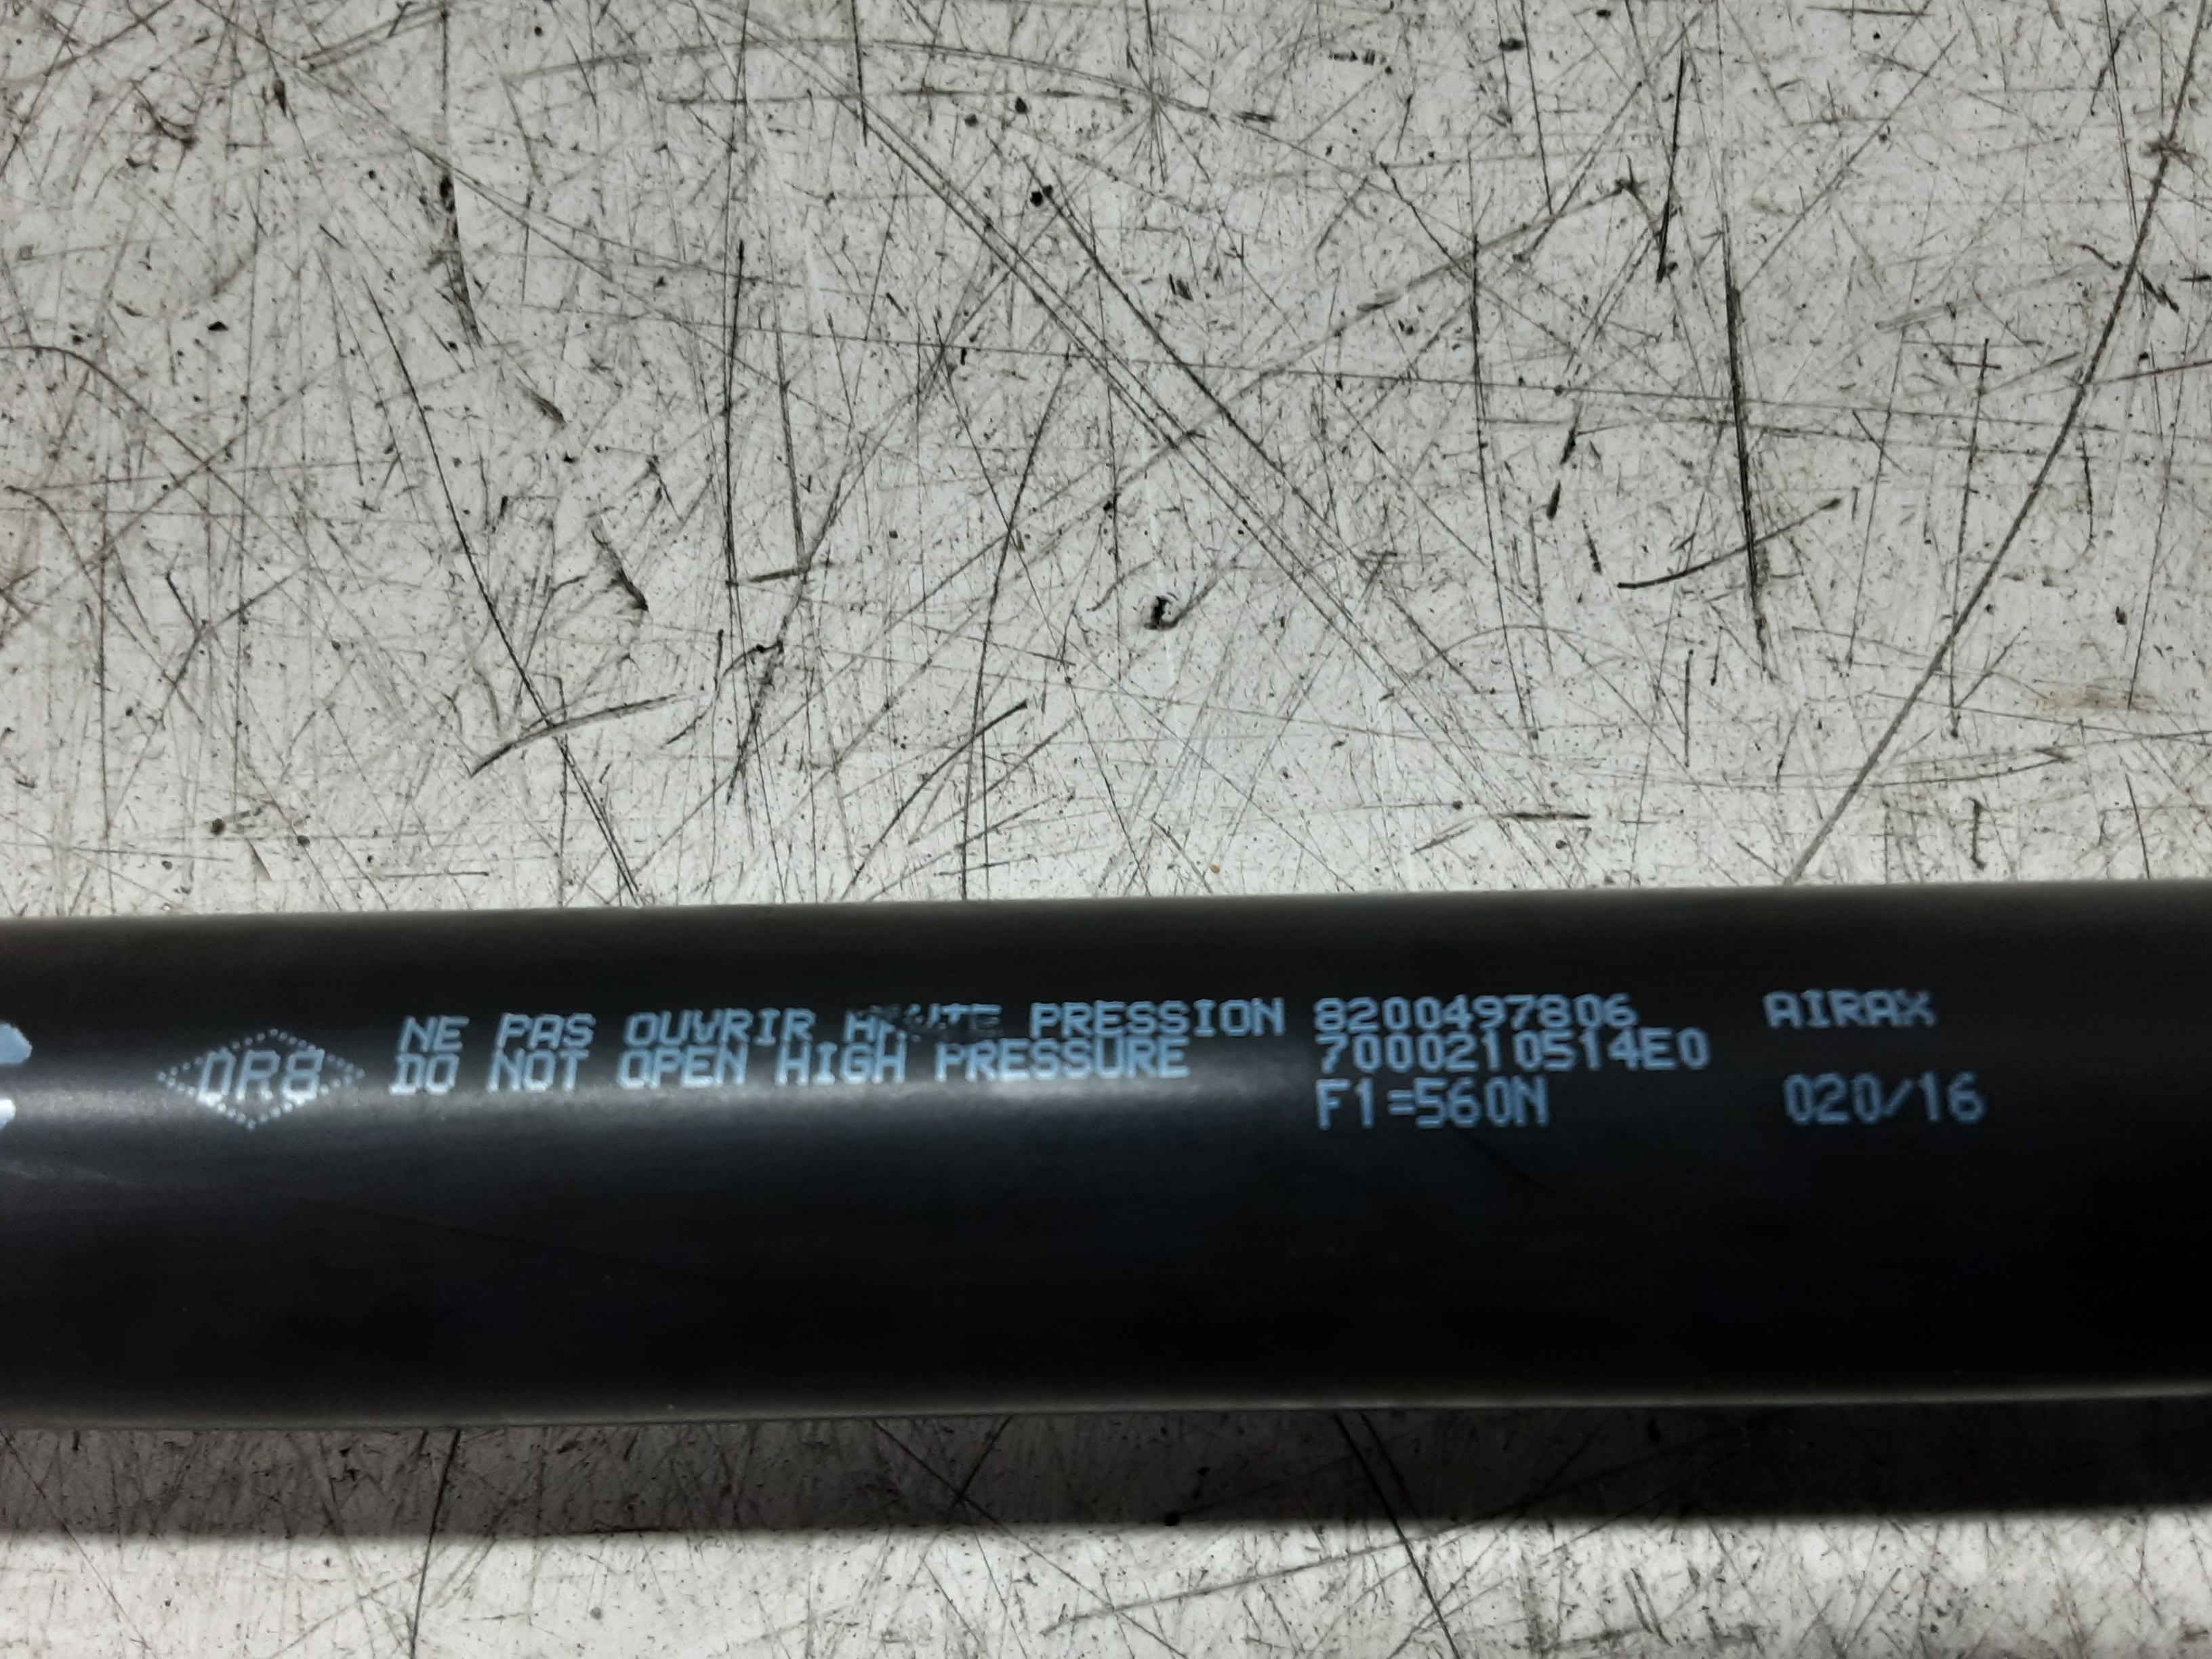 NE PAS OUVRIR HAUTE PRESSION 8200497806 AIRAX
DR8 DO NOT OPEN HIGH PRESSURE 7000210514E0
F1=560N 020/16